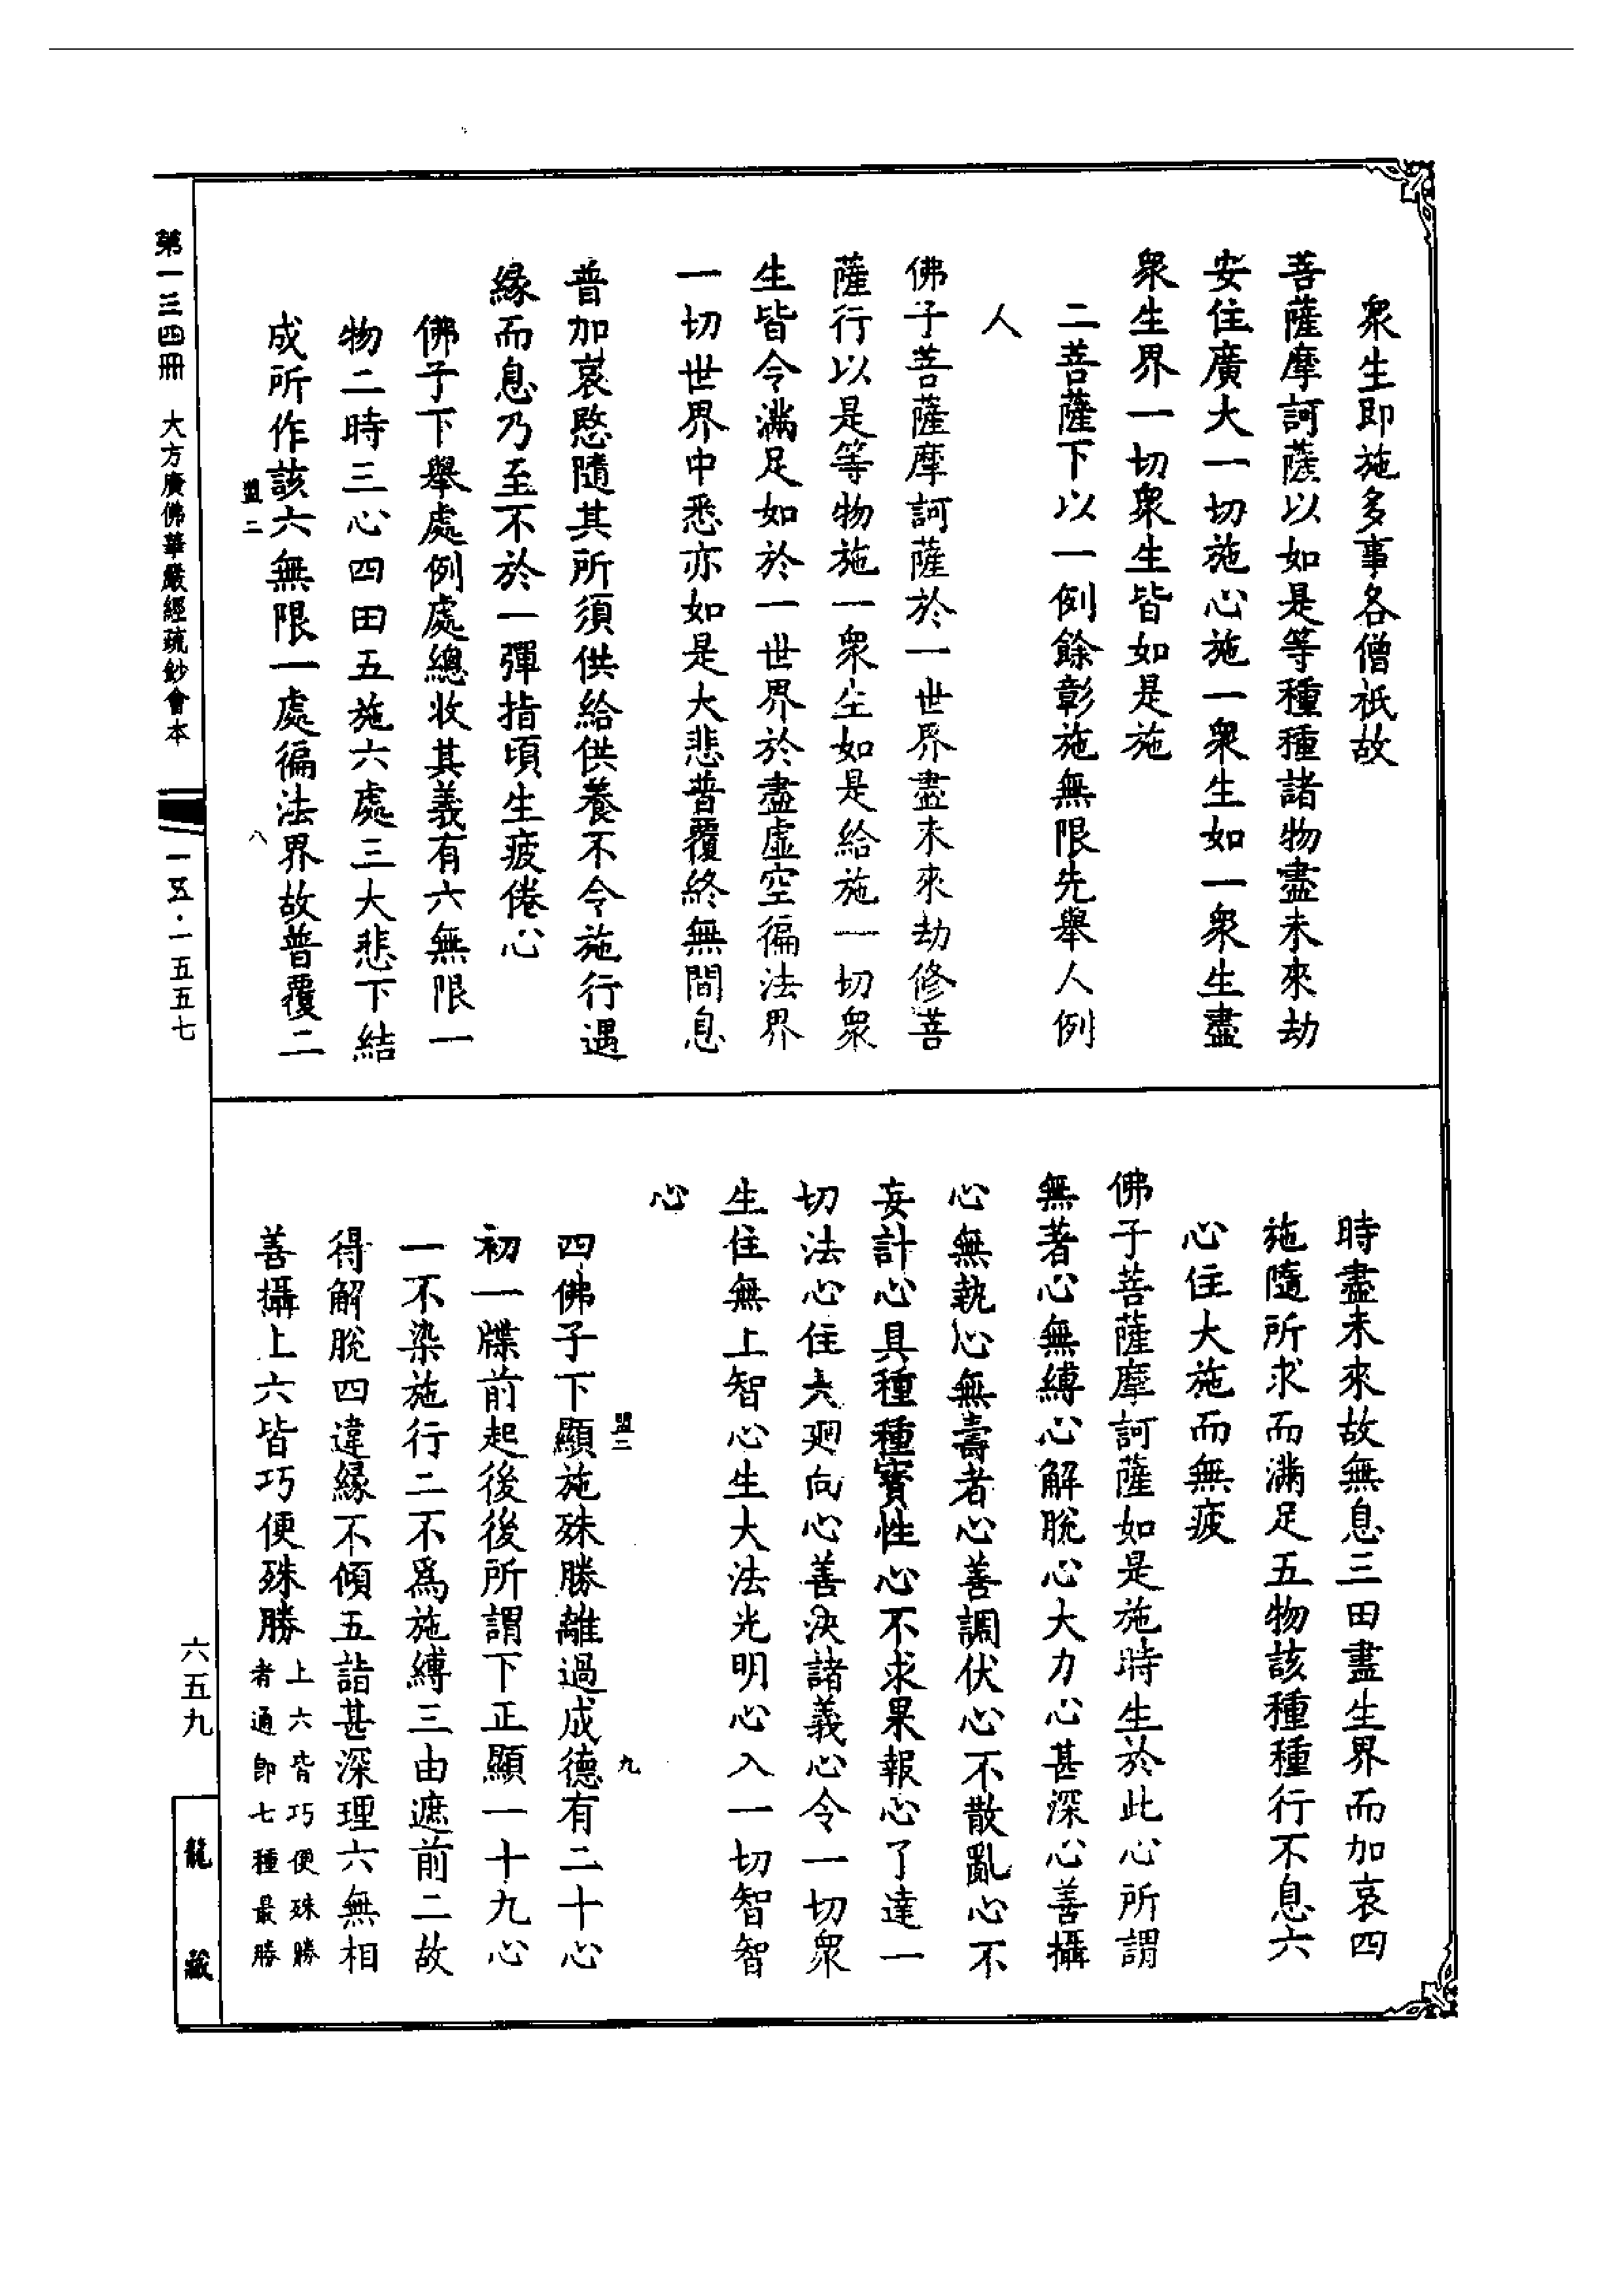 衆生即施多事各僧祇故
菩薩摩訶薩以如是等種種諸物盡未來劫
安住廣大一切施心施一衆生如一衆生盡
衆生界一切衆生皆如是施
二菩薩下以一例餘彰施無限先舉人例
人
佛子菩薩摩訶薩於一世界盡未來劫修菩
薩行以是等物施一衆生如是給施一切衆
生皆令滿足如於一世界於盡虛空徧法界
一切世界中悉亦如是大悲普覆終無間息
普加哀愍隨其所須供給供養不令施行遇
緣而息乃至不於一彈指頃生疲倦心
佛子下舉處例處總收其義有六無限一
物二時三心四田五施六處三大悲下結
成所作該六無限一處徧法界故普覆二
盟二
八
第一三四冊 大方廣佛華嚴經疏鈔會本
一五·一五五七
時盡未來故無息三田盡生界而加哀四
施隨所求而滿足五物該種種行不息六
心住大施而無疲
佛子菩薩摩訶薩如是施時生於此心所謂
無著心無縛心解脫心大力心甚深心善攝
心無執心無壽者心善調伏心不散亂心不
妄計心具種種寶性心不求果報心了達一
切法心住大迴向心善決諸義心令一切衆
生住無上智心生大法光明心入一切智智
心
盟二
九
四佛子下顯施殊勝離過成德有二十心
初一牒前起後後所謂下正顯一十九心
一不染施行二不爲施縛三由遮前二故
得解脫四違緣不傾五詣甚深理六無相
善攝上六皆巧便殊勝
上六皆巧便殊勝
者通即七種最勝
六五九
龍藏